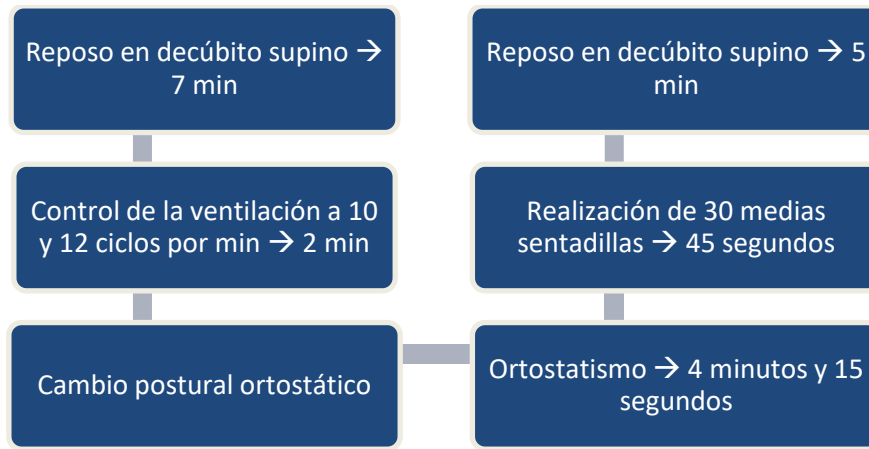 Reposo en decúbito supino →
7 min
Control de la ventilación a 10
y 12 ciclos por min → 2 min
Cambio postural ortostático
Ortostatismo → 4 minutos y 15
segundos
Realización de 30 medias
sentadillas → 45 segundos
Reposo en decúbito supino → 5
min